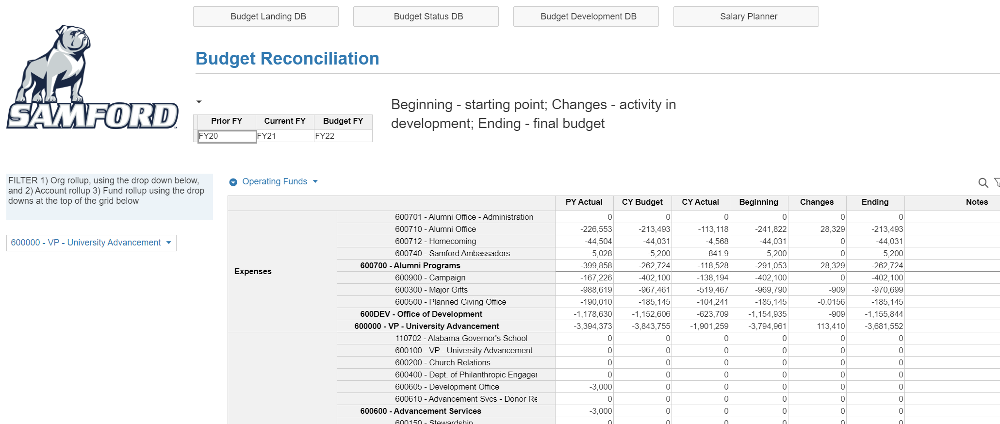 Budget Landing DB Budget Status DB Budget Development DB Salary Planner
SAMFORD
TM
Budget Reconciliation
Beginning - starting point; Changes - activity in
development; Ending - final budget
Prior FY Current FY Budget FY
FY20 FY21 FY22
FILTER 1) Org rollup, using the drop down below,
and 2) Account rollup 3) Fund rollup using the drop
downs at the top of the grid below
600000 - VP - University Advancement
Operating Funds
PY Actual CY Budget CY Actual Beginning Changes Ending Notes
Expenses
600701 - Alumni Office - Administration 0 0 0 0 0 0
600710 - Alumni Office -226,553 -213,493 -113,118 -241,822 28,329 -213,493
600712 - Homecoming -44,504 -44,031 -4,568 -44,031 0 -44,031
600740 - Samford Ambassadors -5,028 -5,200 -841.9 -5,200 0 -5,200
600700 - Alumni Programs -399,858 -262,724 -118,528 -291,053 28,329 -262,724
600900 - Campaign -167,226 -402,100 -138,194 -402,100 0 -402,100
600300 - Major Gifts -988,619 -967,461 -519,467 -969,790 -909 -970,699
600500 - Planned Giving Office -190,010 -185,145 -104,241 -185,145 -0.0156 -185,145
600DEV - Office of Development -1,178,630 -1,152,606 -623,709 -1,154,935 -909 -1,155,844
600000 - VP - University Advancement -3,394,373 -3,843,755 -1,901,259 -3,794,961 113,410 -3,681,552
110702 - Alabama Governor's School 0 0 0 0 0 0
600100 - VP - University Advancement 0 0 0 0 0 0
600200 - Church Relations 0 0 0 0 0 0
600400 - Dept. of Philanthropic Engager 0 0 0 0 0 0
600605 - Development Office -3,000 0 0 0 0 0
600610 - Advancement Svcs - Donor Re 0 0 0 0 0 0
600600 - Advancement Services -3,000 0 0 0 0 0
600150 - Stewardship 0 0 0 0 0 0